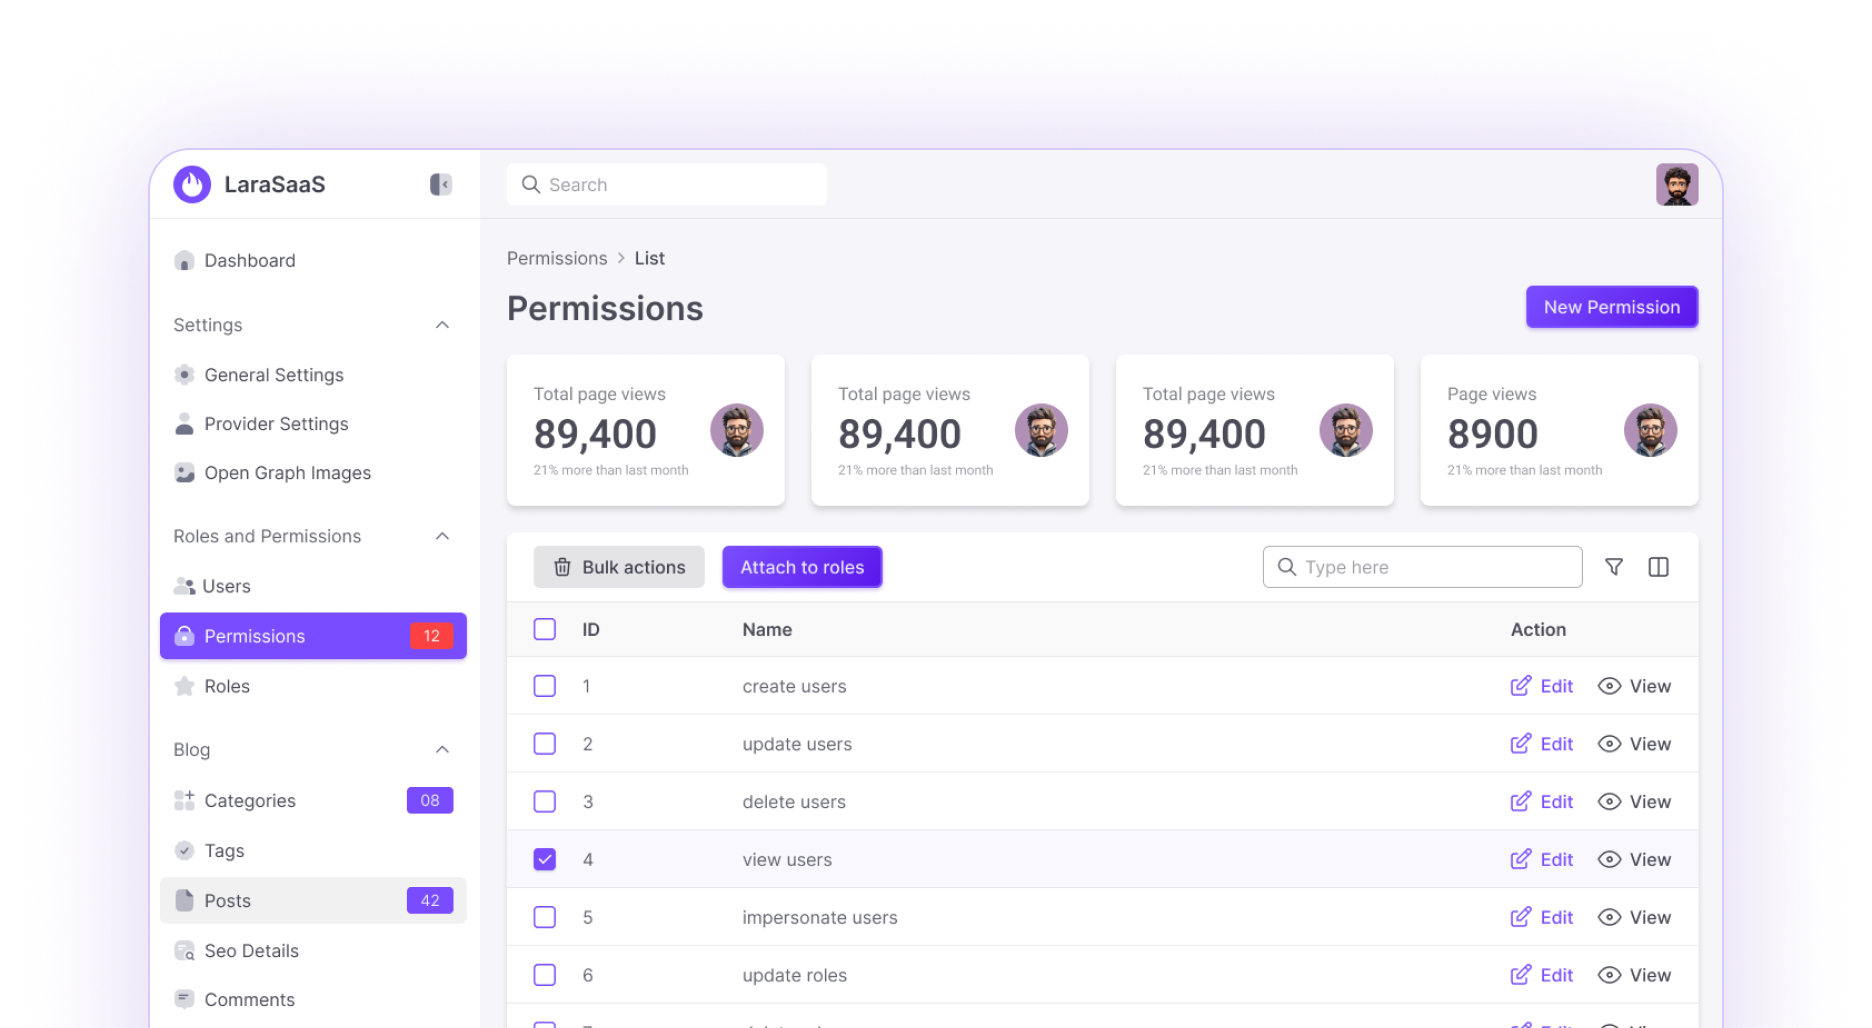 LaraSaaS
Search
Dashboard
Settings
General Settings
Provider Settings
Open Graph Images
Roles and Permissions
Users
Permissions 12
Roles
Blog
Categories 08
Tags
Posts 42
Seo Details
Comments
Permissions > List
Permissions
New Permission
Total page views
89,400
21% more than last month
Total page views
89,400
21% more than last month
Total page views
89,400
21% more than last month
Page views
8900
21% more than last month
Bulk actions Attach to roles Type here
ID Name Action
1 create users Edit View
2 update users Edit View
3 delete users Edit View
4 view users Edit View
5 impersonate users Edit View
6 update roles Edit View